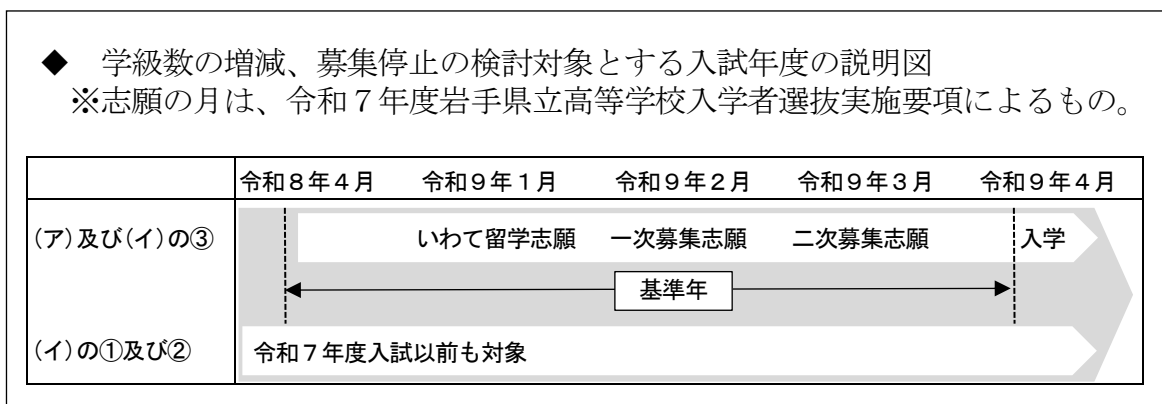 ◆　学級数の増減、募集停止の検討対象とする入試年度の説明図
※志願の月は、令和７年度岩手県立高等学校入学者選抜実施要項によるもの。
令和８年４月　令和９年１月　令和９年２月　令和９年３月　令和９年４月
(ア)及び(イ)の③　いわて留学志願　一次募集志願　二次募集志願　入学
基準年
(イ)の①及び②　令和７年度入試以前も対象